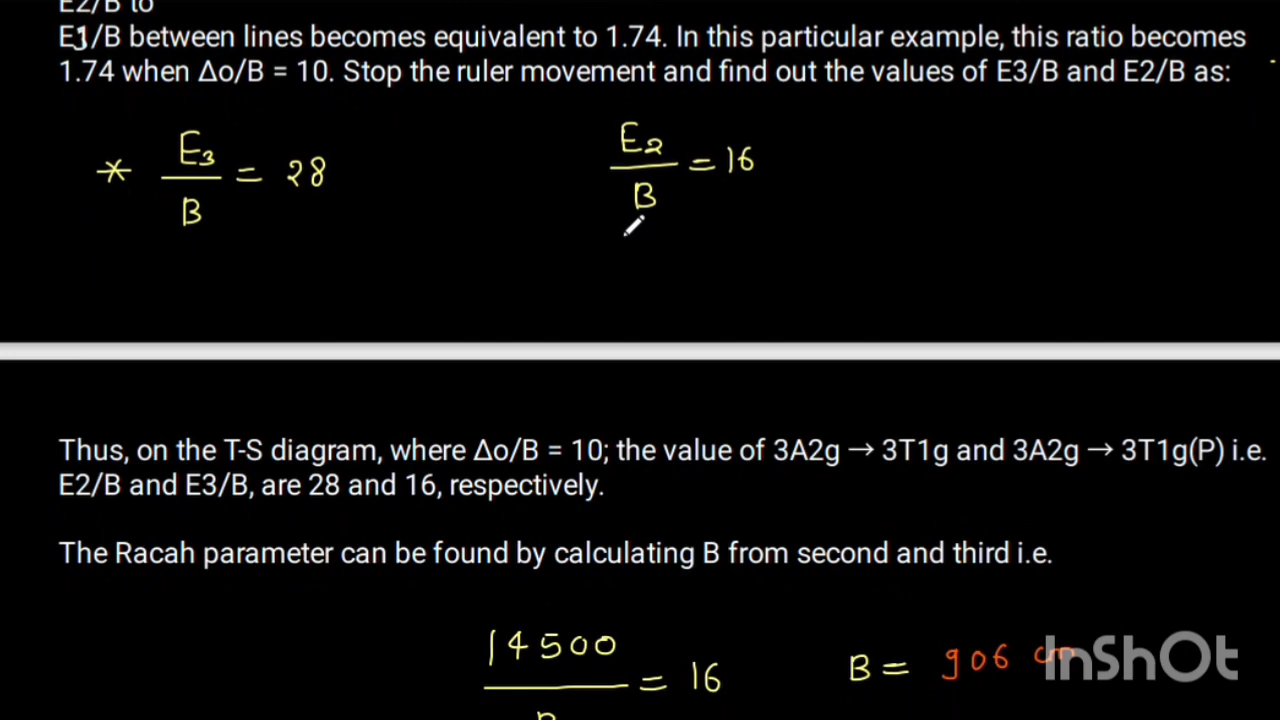 E2/B to
E1/B between lines becomes equivalent to 1.74. In this particular example, this ratio becomes
1.74 when Δo/B = 10. Stop the ruler movement and find out the values of E3/B and E2/B as:
* E3/B = 28
E2/B = 16
Thus, on the T-S diagram, where Δo/B = 10; the value of 3A2g → 3T1g and 3A2g → 3T1g(P) i.e.
E2/B and E3/B, are 28 and 16, respectively.
The Racah parameter can be found by calculating B from second and third i.e.
14500/B = 16
B = 906 cm
InShOt